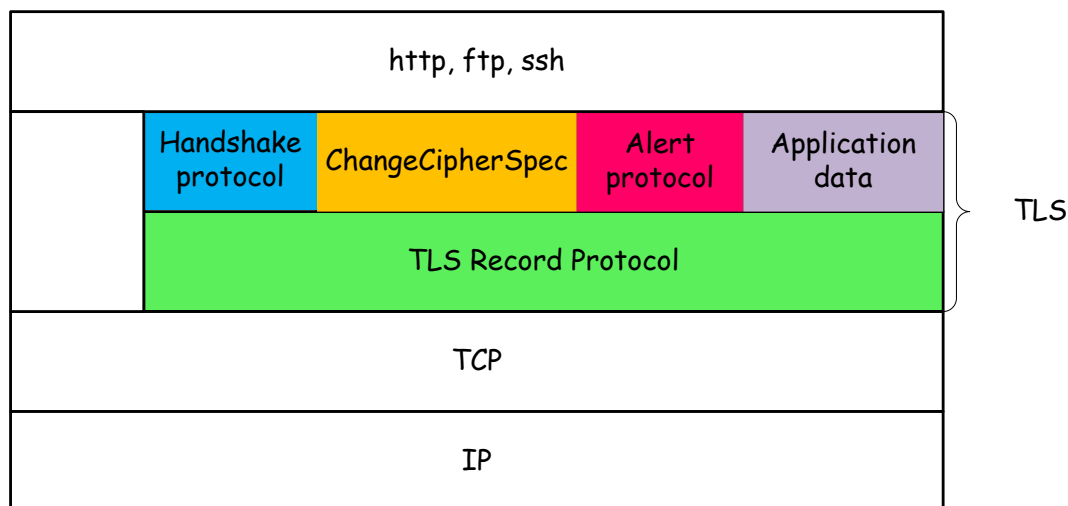 http, ftp, ssh
Handshake
protocol
ChangeCipherSpec
Alert
protocol
Application
data
TLS
TLS Record Protocol
TCP
IP